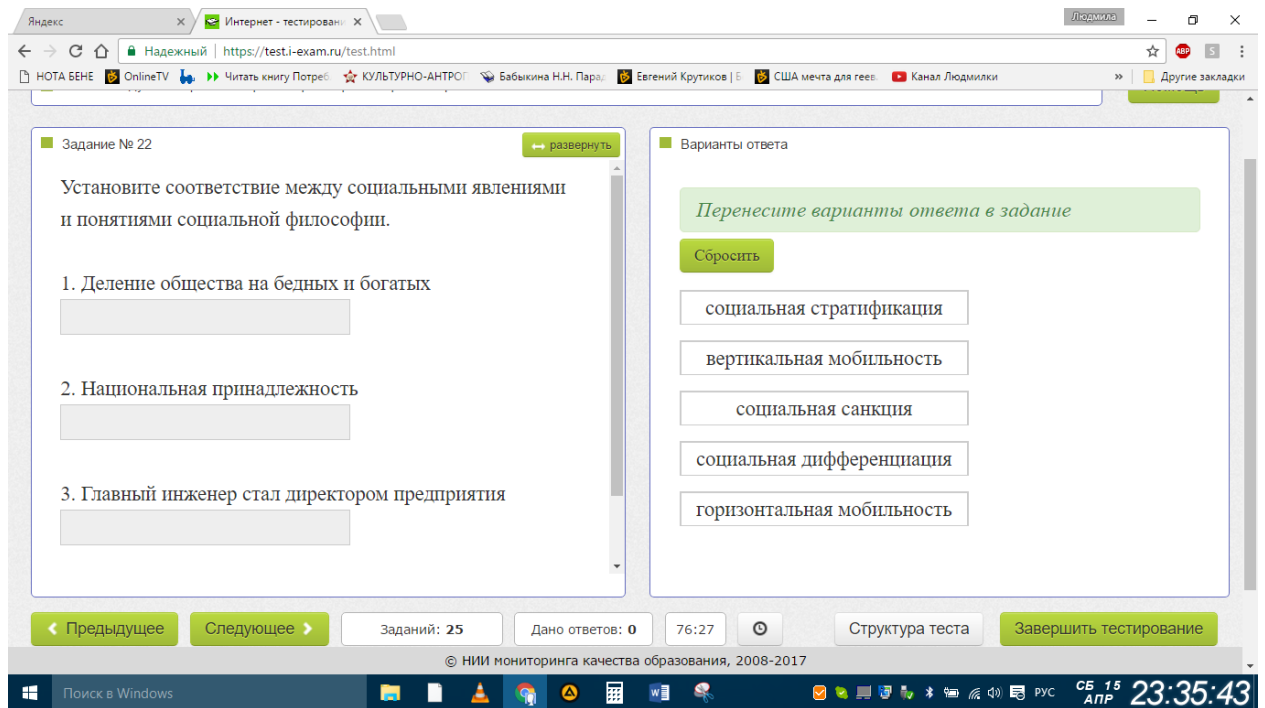 Яндекс
Интернет - тестировани
Людмила
Надежный | https://test.i-exam.ru/test.html
НОТА БЕНЕ OnlineTV Читать книгу Потреб КУЛЬТУРНО-АНТРОГ Бабыкина Н.Н. Пара Евгений Крутиков | Б США мечта для геев. Канал Людмилки » Другие закладки
Задание № 22
развернуть
Установите соответствие между социальными явлениями
и понятиями социальной философии.
1. Деление общества на бедных и богатых
2. Национальная принадлежность
3. Главный инженер стал директором предприятия
Варианты ответа
Перенесите варианты ответа в задание
Сбросить
социальная стратификация
вертикальная мобильность
социальная санкция
социальная дифференциация
горизонтальная мобильность
Предыдущее Следующее Заданий: 25 Дано ответов: 0 76:27 Структура теста Завершить тестирование
© НИИ мониторинга качества образования, 2008-2017
Поиск в Windows
РУС
СБ 15
АПР
23:35:43